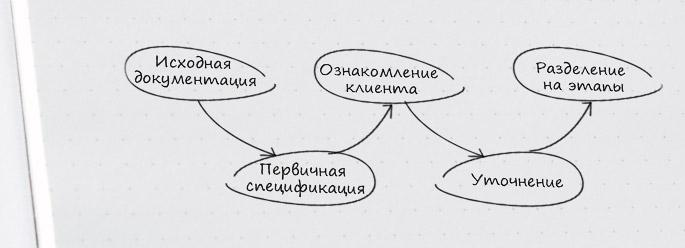 Исходная
документация
Ознакомление
клиента
Разделение
на этапы
Первичная
спецификация
Уточнение